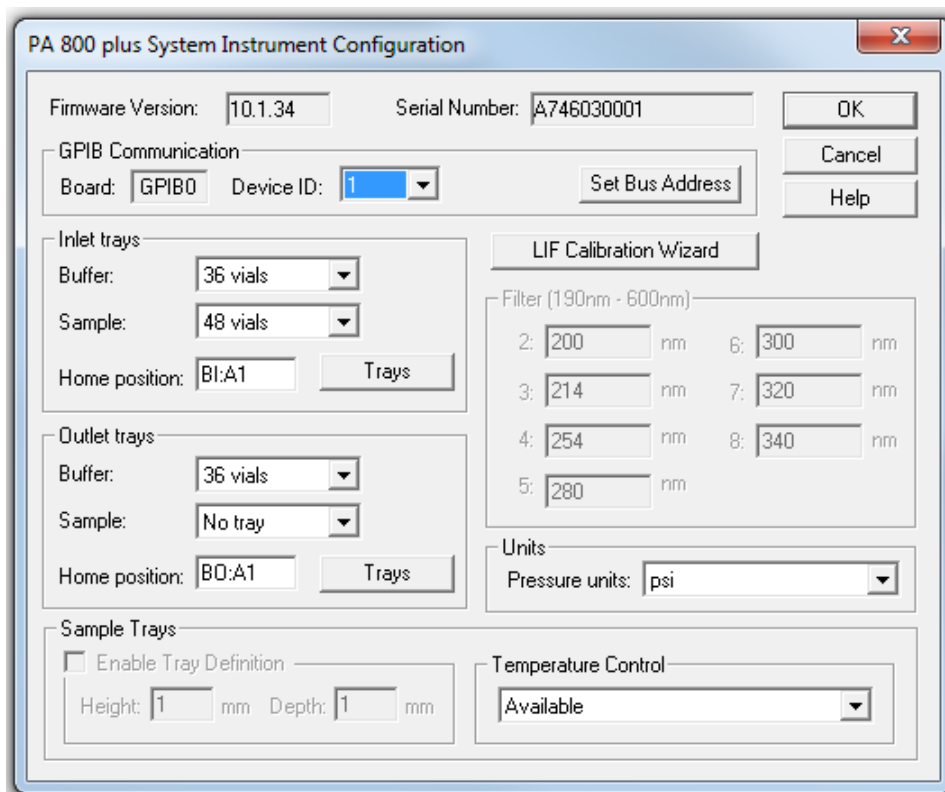 PA 800 plus System Instrument Configuration
Firmware Version: 10.1.34 Serial Number: A746030001 OK
GPIB Communication Cancel
Board: GPIB0 Device ID: 1 Set Bus Address Help
Inlet trays
Buffer: 36 vials
Sample: 48 vials
Home position: BI:A1 Trays
LIF Calibration Wizard
Filter (190nm - 600nm)
2: 200 nm 6: 300 nm
3: 214 nm 7: 320 nm
4: 254 nm 8: 340 nm
5: 280 nm
Outlet trays
Buffer: 36 vials
Sample: No tray
Home position: BO:A1 Trays
Units
Pressure units: psi
Sample Trays
Enable Tray Definition
Height: 1 mm Depth: 1 mm
Temperature Control
Available